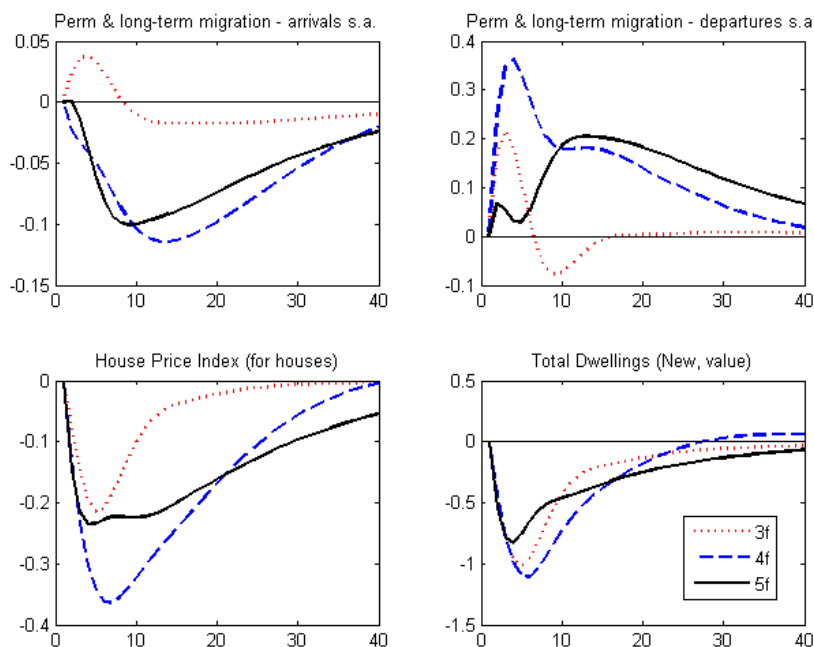 Perm & long-term migration - arrivals s.a.
0.05
0
-0.05
-0.1
-0.15
0 10 20 30 40
Perm & long-term migration - departures s.a
0.4
0.3
0.2
0.1
0
-0.1
0 10 20 30 40
House Price Index (for houses)
0
-0.1
-0.2
-0.3
-0.4
0 10 20 30 40
Total Dwellings (New, value)
0.5
0
-0.5
-1
-1.5
0 10 20 30 40
3f
4f
5f